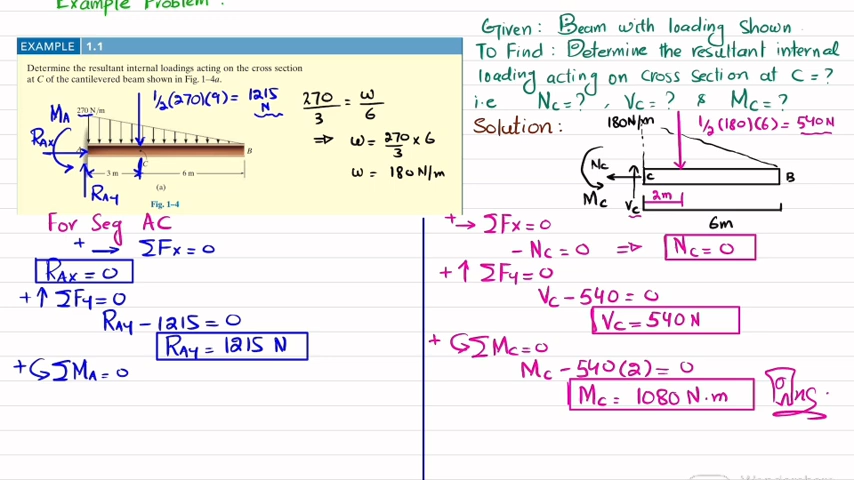 Example Problem:
EXAMPLE 1.1
Determine the resultant internal loadings acting on the cross section
at C of the cantilevered beam shown in Fig. 1–4a.
1/2(270)(9) = 1215 N
270 N/m
MA
RAX
A
RAY
C
B
3 m
6 m
(a)
Fig. 1–4
270/3 = w/6
⇒ w = 270/3 × 6
w = 180 N/m
Given: Beam with loading shown
To Find: Determine the resultant internal
loading acting on cross section at C = ?
i.e NC = ? , VC = ? & MC = ?
Solution:
180N/m
1/2(180)(6) = 540N
NC
MC
VC
C
B
2m
6m
For Seg AC
+→ ΣFx = 0
RAX = 0
+↑ ΣFy = 0
RAY − 1215 = 0
RAY = 1215 N
+↺ ΣMA = 0
+→ ΣFx = 0
− NC = 0 ⇒ NC = 0
+↑ ΣFy = 0
VC − 540 = 0
VC = 540 N
+↺ ΣMC = 0
MC − 540(2) = 0
MC = 1080 N·m
Ans.